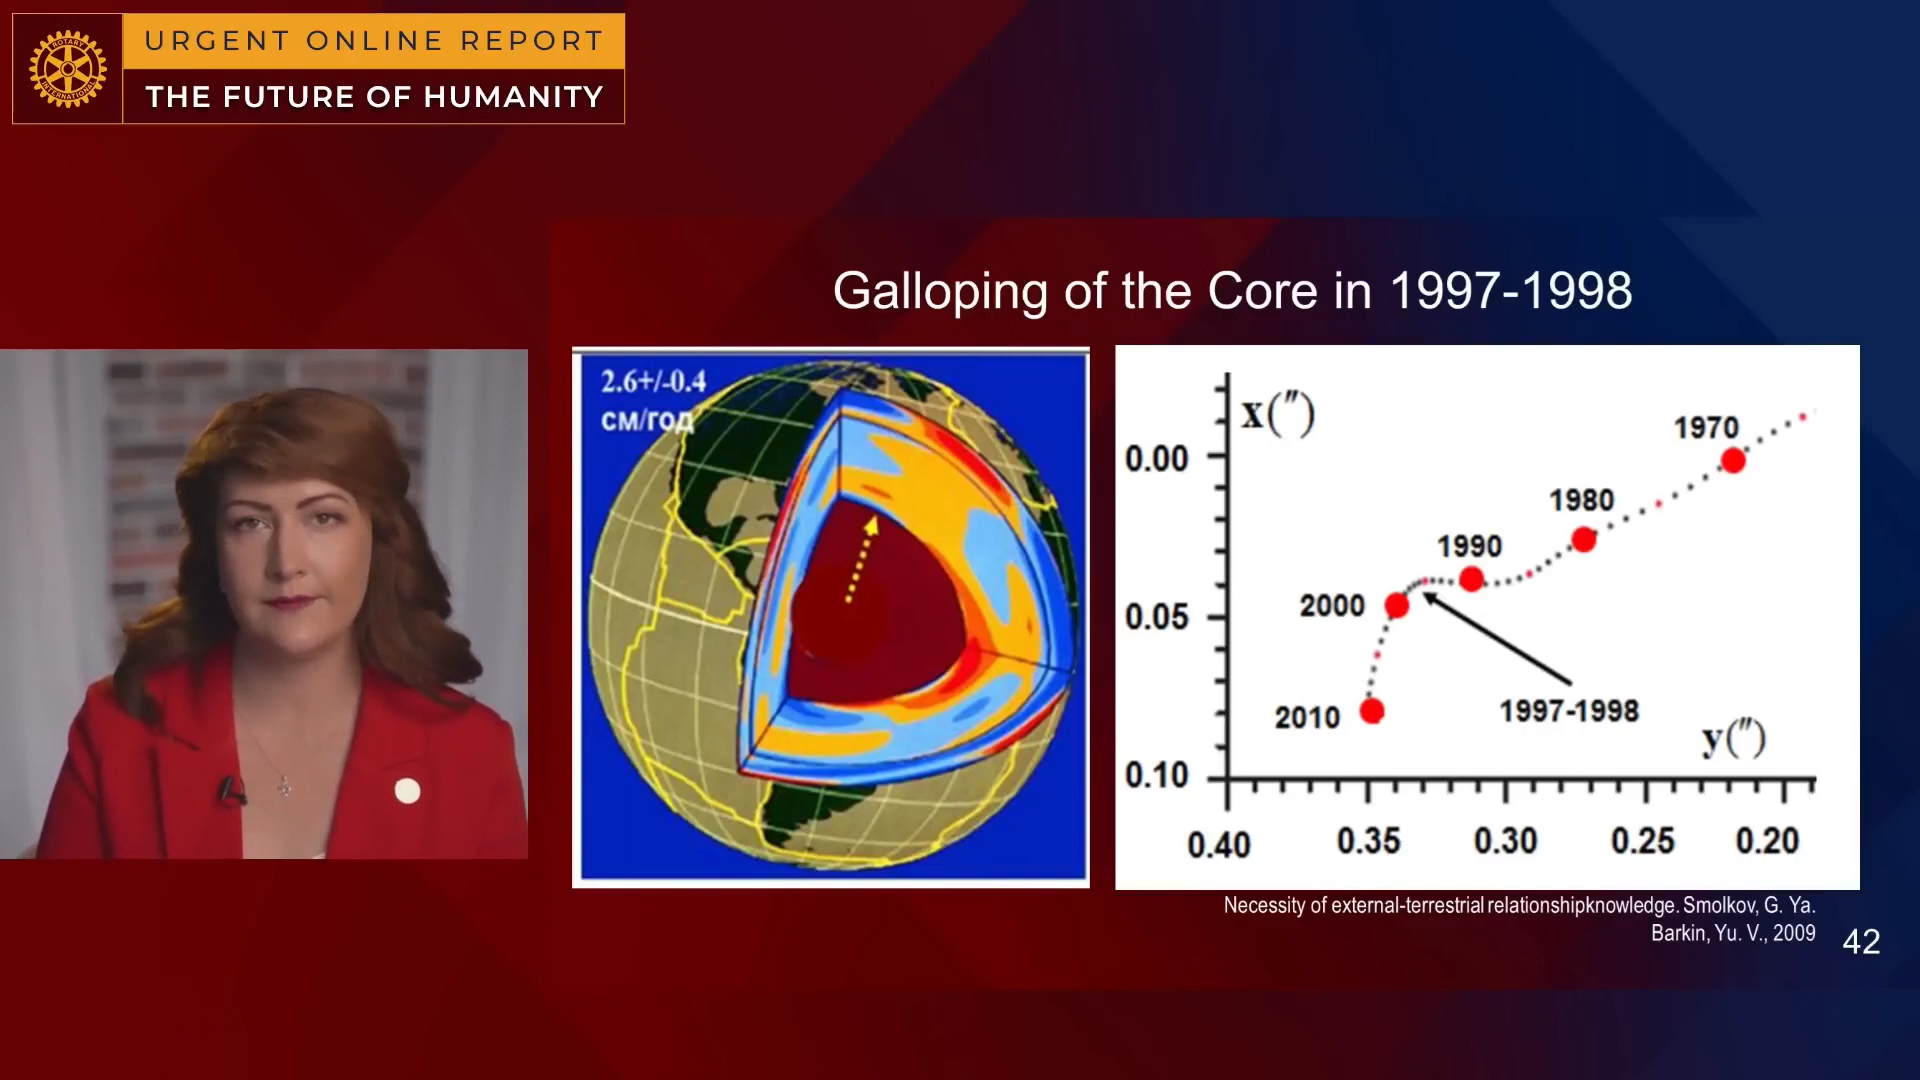 ROTARY
INTERNATIONAL
URGENT ONLINE REPORT
THE FUTURE OF HUMANITY
Galloping of the Core in 1997-1998
2.6+/-0.4
см/год
x(″)
0.00
0.05
0.10
1970
1980
1990
2000
2010
1997-1998
y(″)
0.40 0.35 0.30 0.25 0.20
Necessity of external-terrestrial relationshipknowledge. Smolkov, G. Ya.
Barkin, Yu. V., 2009
42